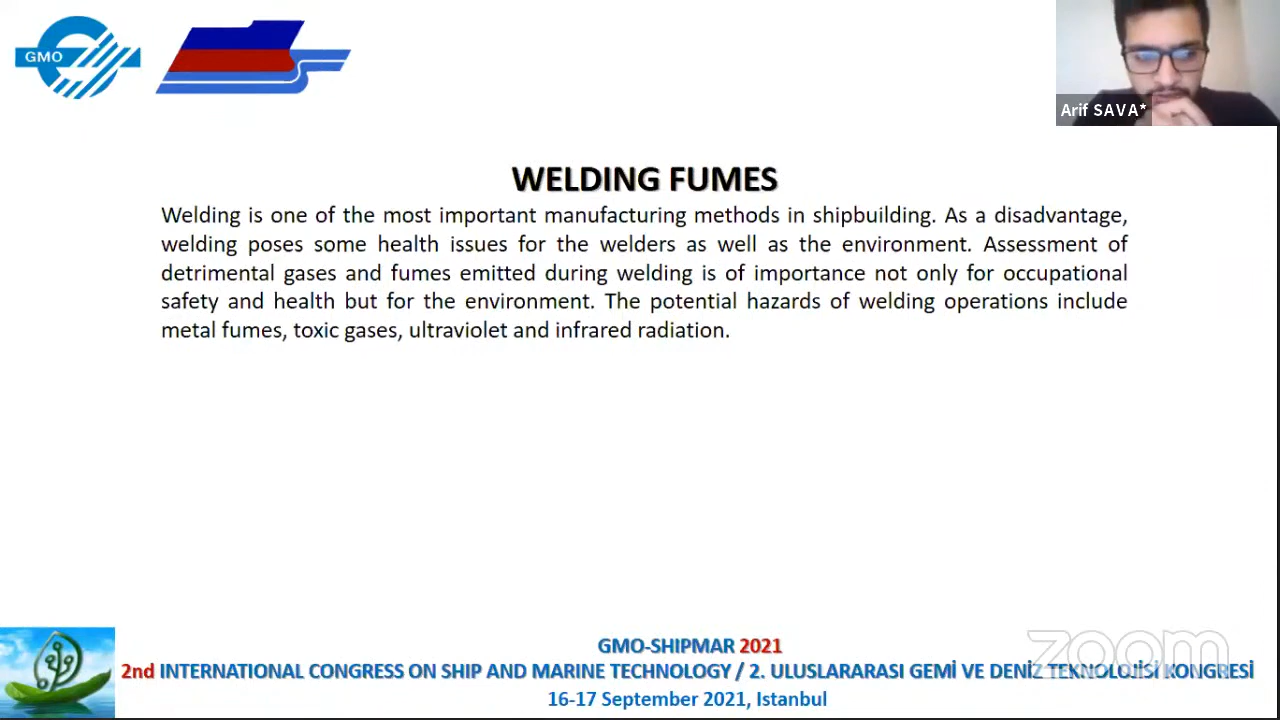 GMO
Arif SAVA*
WELDING FUMES
Welding is one of the most important manufacturing methods in shipbuilding. As a disadvantage,
welding poses some health issues for the welders as well as the environment. Assessment of
detrimental gases and fumes emitted during welding is of importance not only for occupational
safety and health but for the environment. The potential hazards of welding operations include
metal fumes, toxic gases, ultraviolet and infrared radiation.
GMO-SHIPMAR 2021
zoom
2nd INTERNATIONAL CONGRESS ON SHIP AND MARINE TECHNOLOGY / 2. ULUSLARARASI GEMİ VE DENİZ TEKNOLOJİSİ KONGRESİ
16-17 September 2021, Istanbul